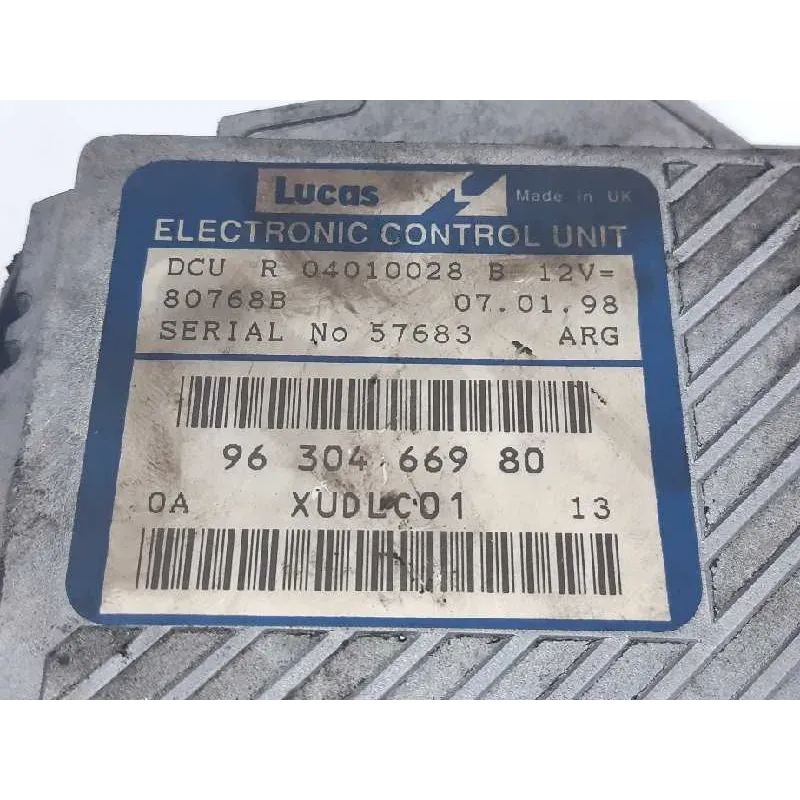 Lucas Made in UK
ELECTRONIC CONTROL UNIT
DCU R 04010028 B 12V=
80768B 07.01.98
SERIAL No 57683 ARG
96 304 669 80
0A XUDLC01 13